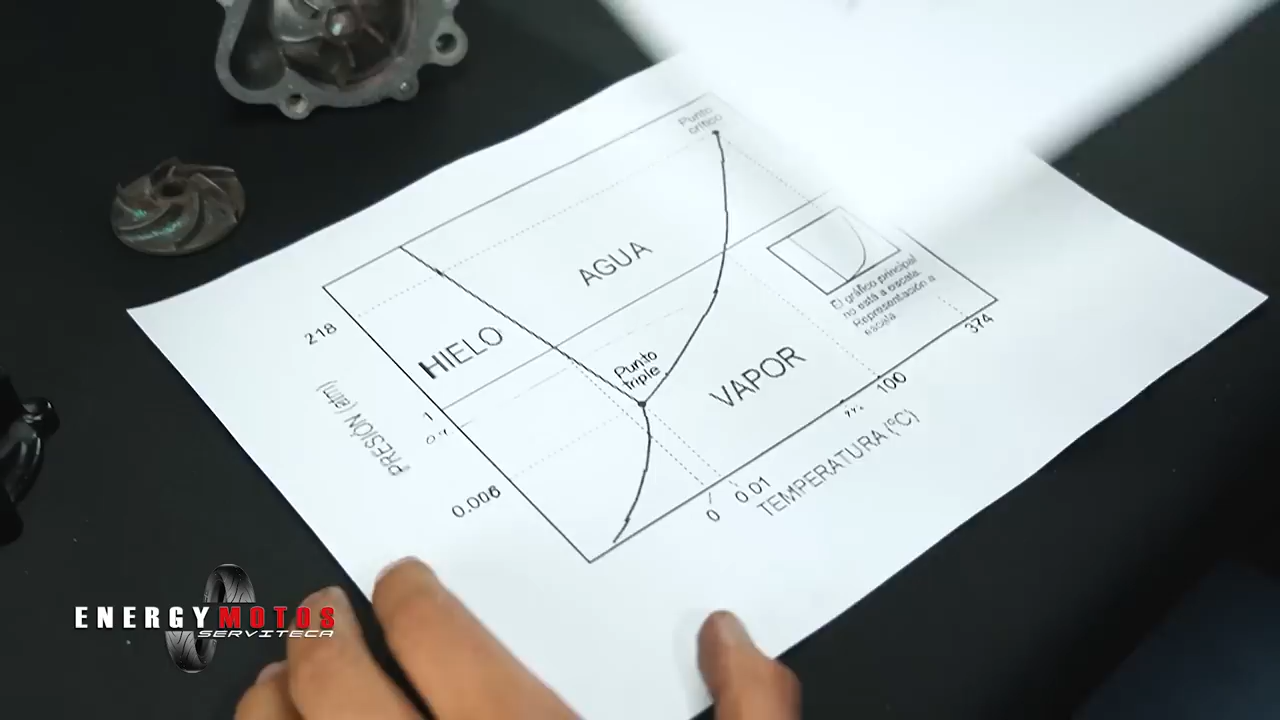 Punto
crítico
AGUA
El gráfico principal
no está a escala.
Representación a
escala
218
HIELO
Punto
triple
VAPOR
374
1
100
PRESIÓN (atm)
0.006
0.01
0
TEMPERATURA (ºC)
ENERGYMOTOS
SERVITECA